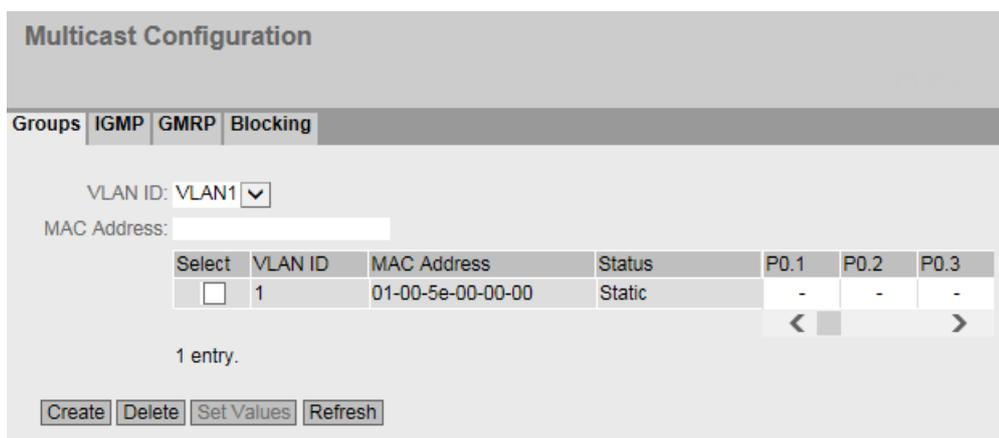 Multicast Configuration
Groups IGMP GMRP Blocking
VLAN ID: VLAN1
MAC Address:
Select VLAN ID MAC Address Status P0.1 P0.2 P0.3
1 01-00-5e-00-00-00 Static - - -
1 entry.
Create Delete Set Values Refresh